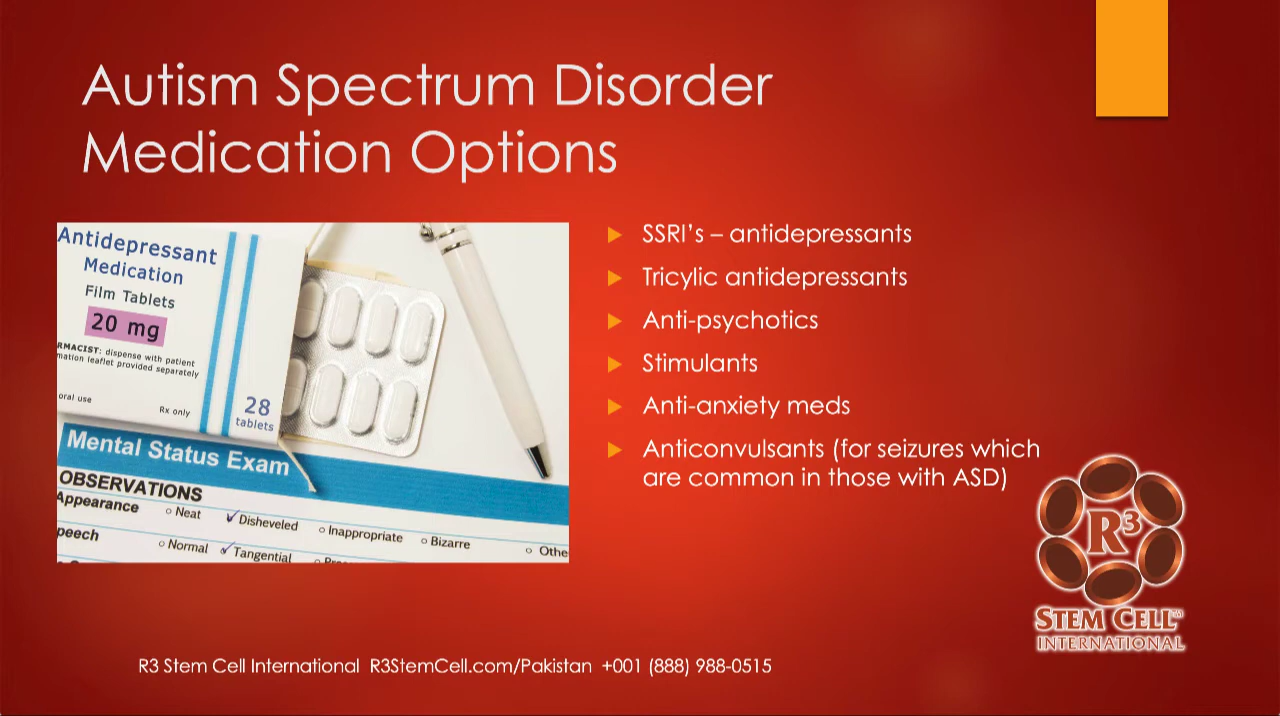 Autism Spectrum Disorder
Medication Options
Antidepressant
Medication
Film Tablets
20 mg
RMACIST: dispense with patient
mation leaflet provided separately
oral use
Rx only
28
tablets
Mental Status Exam
OBSERVATIONS
Appearance ○ Neat ✓Disheveled ○ Inappropriate ○ Bizarre
peech ○ Normal ✓Tangential ○ Othe
SSRI's – antidepressants
Tricylic antidepressants
Anti-psychotics
Stimulants
Anti-anxiety meds
Anticonvulsants (for seizures which
are common in those with ASD)
R3
STEM CELL™
INTERNATIONAL
R3 Stem Cell International R3StemCell.com/Pakistan +001 (888) 988-0515